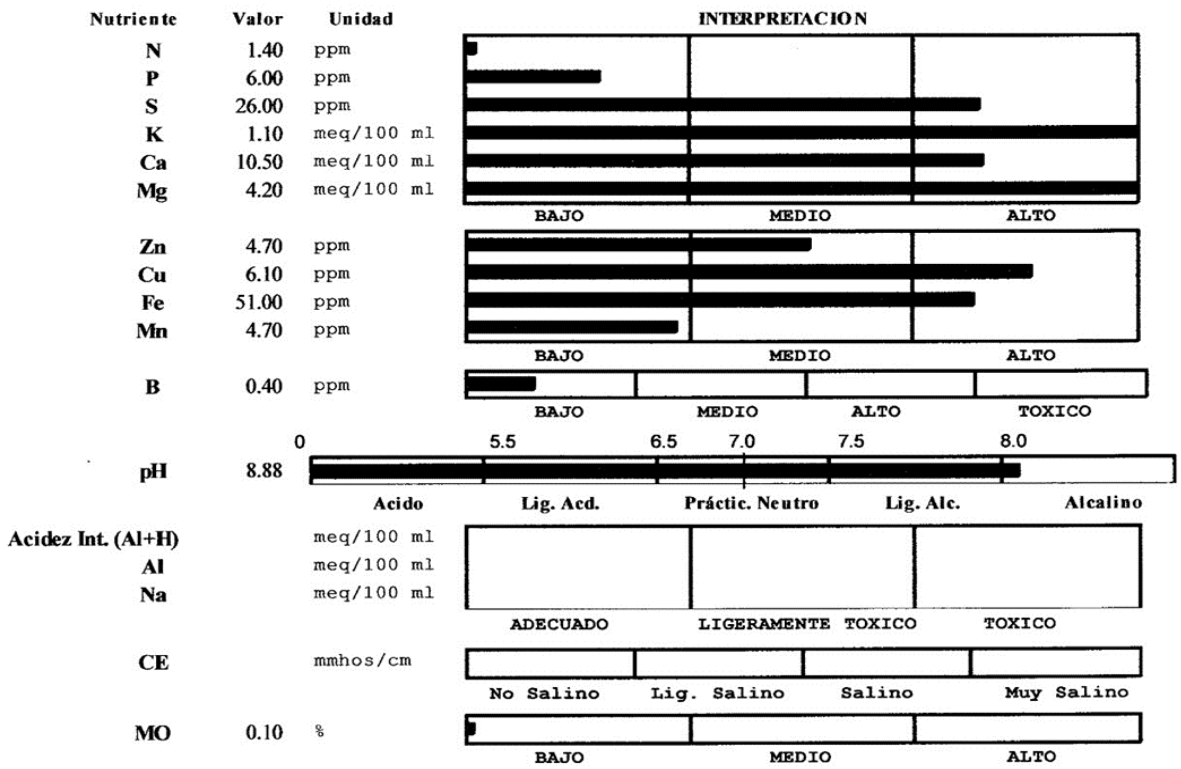 Nutriente Valor Unidad INTERPRETACION
N 1.40 ppm
P 6.00 ppm
S 26.00 ppm
K 1.10 meq/100 ml
Ca 10.50 meq/100 ml
Mg 4.20 meq/100 ml
BAJO MEDIO ALTO
Zn 4.70 ppm
Cu 6.10 ppm
Fe 51.00 ppm
Mn 4.70 ppm
BAJO MEDIO ALTO
B 0.40 ppm
BAJO MEDIO ALTO TOXICO
0 5.5 6.5 7.0 7.5 8.0
pH 8.88
Acido Lig. Acd. Práctic. Neutro Lig. Alc. Alcalino
Acidez Int. (Al+H) meq/100 ml
Al meq/100 ml
Na meq/100 ml
ADECUADO LIGERAMENTE TOXICO TOXICO
CE mmhos/cm
No Salino Lig. Salino Salino Muy Salino
MO 0.10 %
BAJO MEDIO ALTO